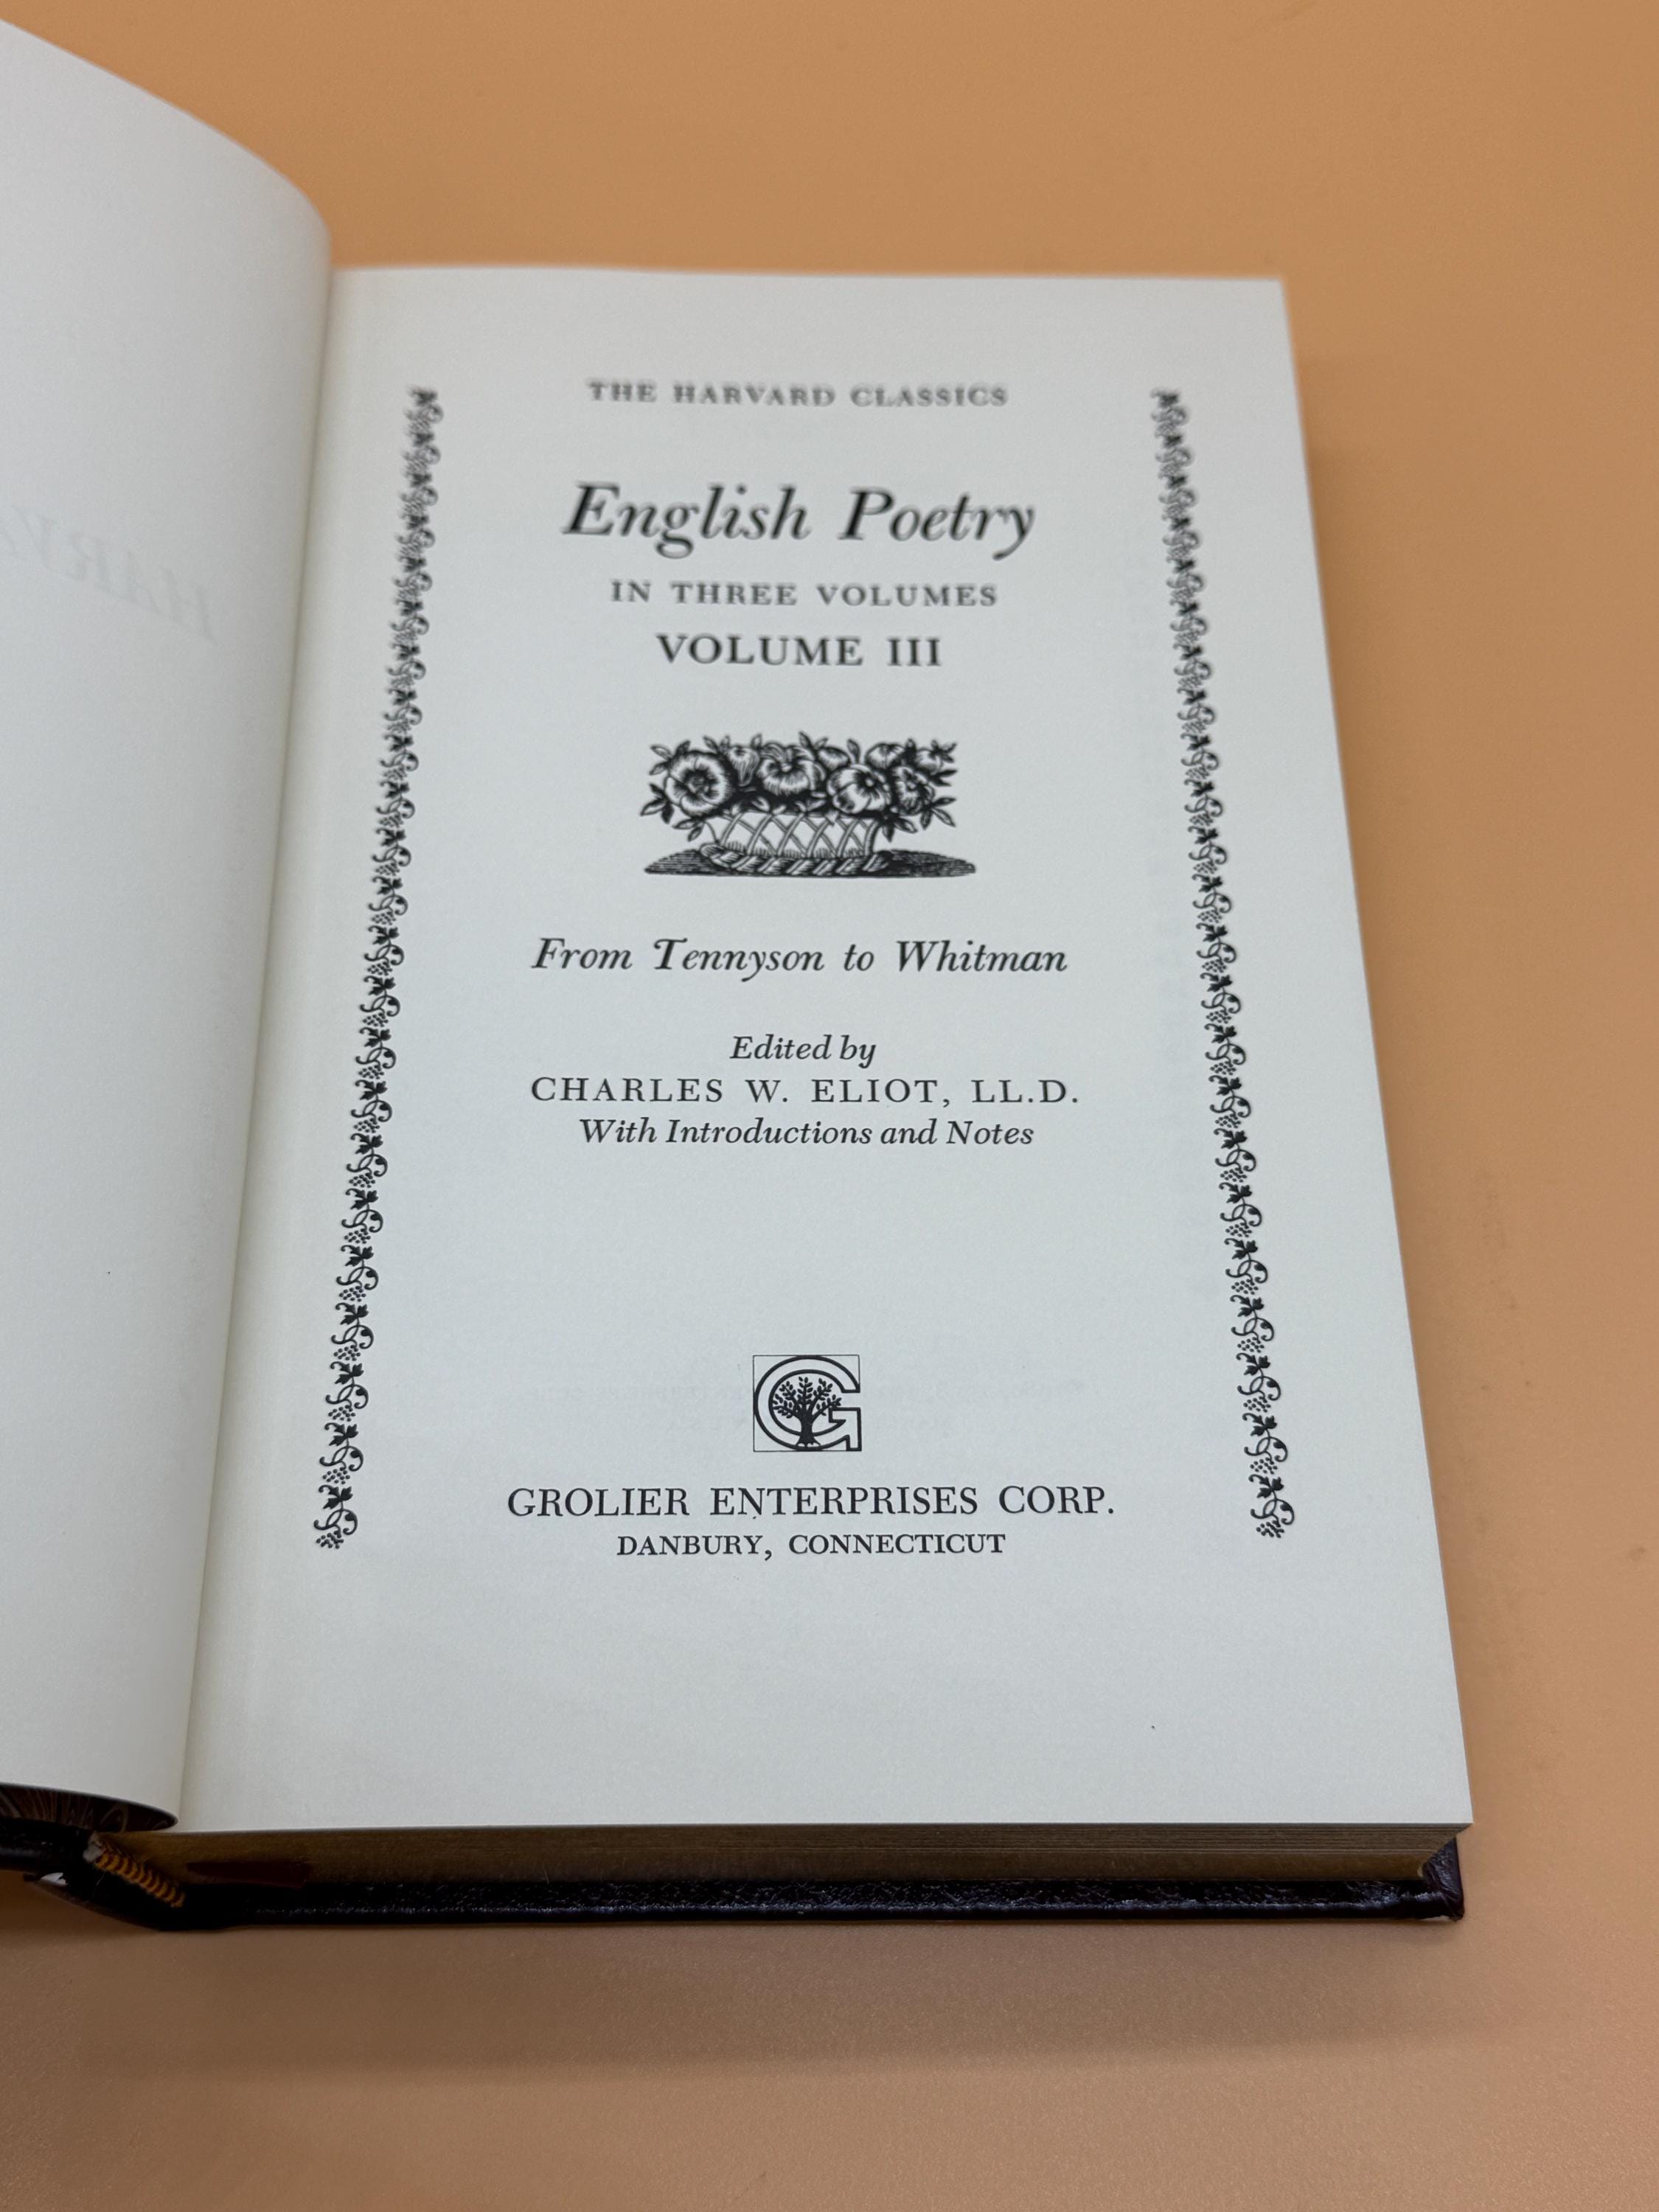 THE HARVARD CLASSICS
English Poetry
IN THREE VOLUMES
VOLUME III
From Tennyson to Whitman
Edited by
CHARLES W. ELIOT, LL.D.
With Introductions and Notes
G
GROLIER ENTERPRISES CORP.
DANBURY, CONNECTICUT